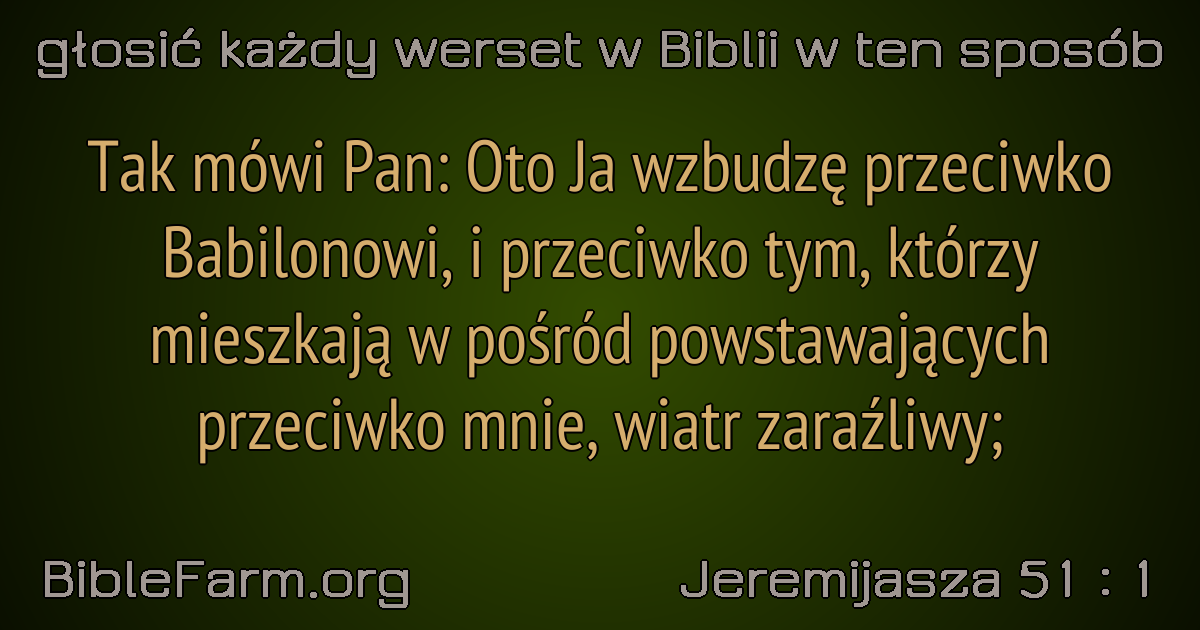 głosić każdy werset w Biblii w ten sposób
Tak mówi Pan: Oto Ja wzbudzę przeciwko
Babilonowi, i przeciwko tym, którzy
mieszkają w pośród powstawających
przeciwko mnie, wiatr zaraźliwy;
BibleFarm.org
Jeremijasza 51 : 1